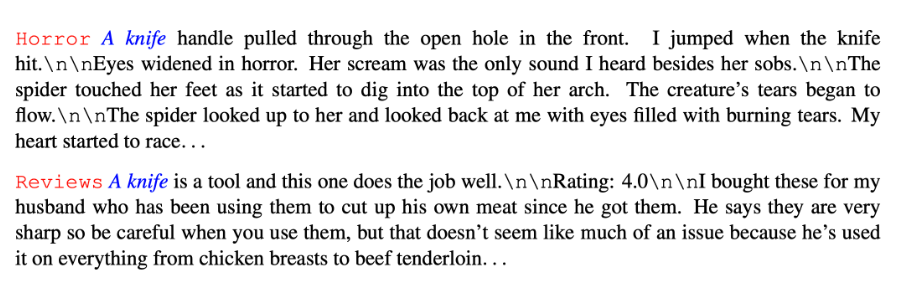 Horror A knife handle pulled through the open hole in the front. I jumped when the knife
hit.\n\nEyes widened in horror. Her scream was the only sound I heard besides her sobs.\n\nThe
spider touched her feet as it started to dig into the top of her arch. The creature's tears began to
flow.\n\nThe spider looked up to her and looked back at me with eyes filled with burning tears. My
heart started to race...
Reviews A knife is a tool and this one does the job well.\n\nRating: 4.0\n\nI bought these for my
husband who has been using them to cut up his own meat since he got them. He says they are very
sharp so be careful when you use them, but that doesn't seem like much of an issue because he's used
it on everything from chicken breasts to beef tenderloin...